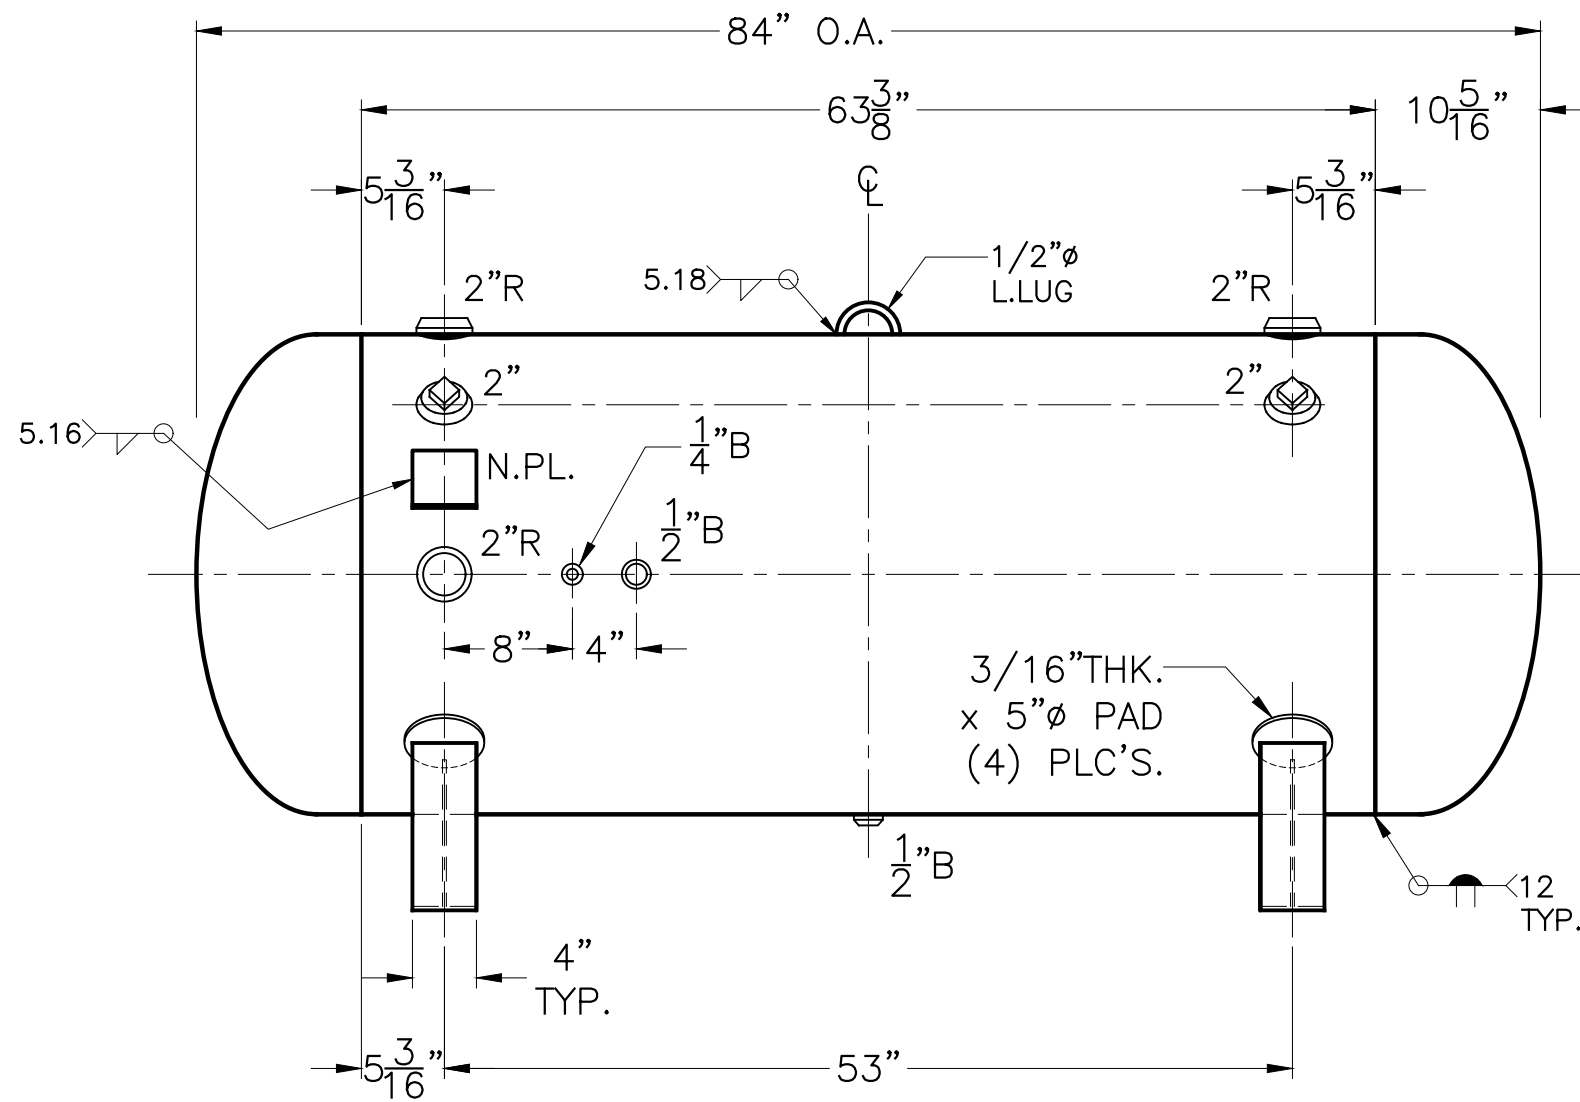 84” O.A.
63 3/8”
10 5/16”
5 3/16”
℄
5 3/16”
2”R
5.18
1/2”ø
L.LUG
2”R
2”
2”
5.16
1/4”B
N.PL.
1/2”B
2”R
8”
4”
3/16”THK.
x 5”ø PAD
(4) PLC’S.
1/2”B
12
TYP.
4”
TYP.
5 3/16”
53”